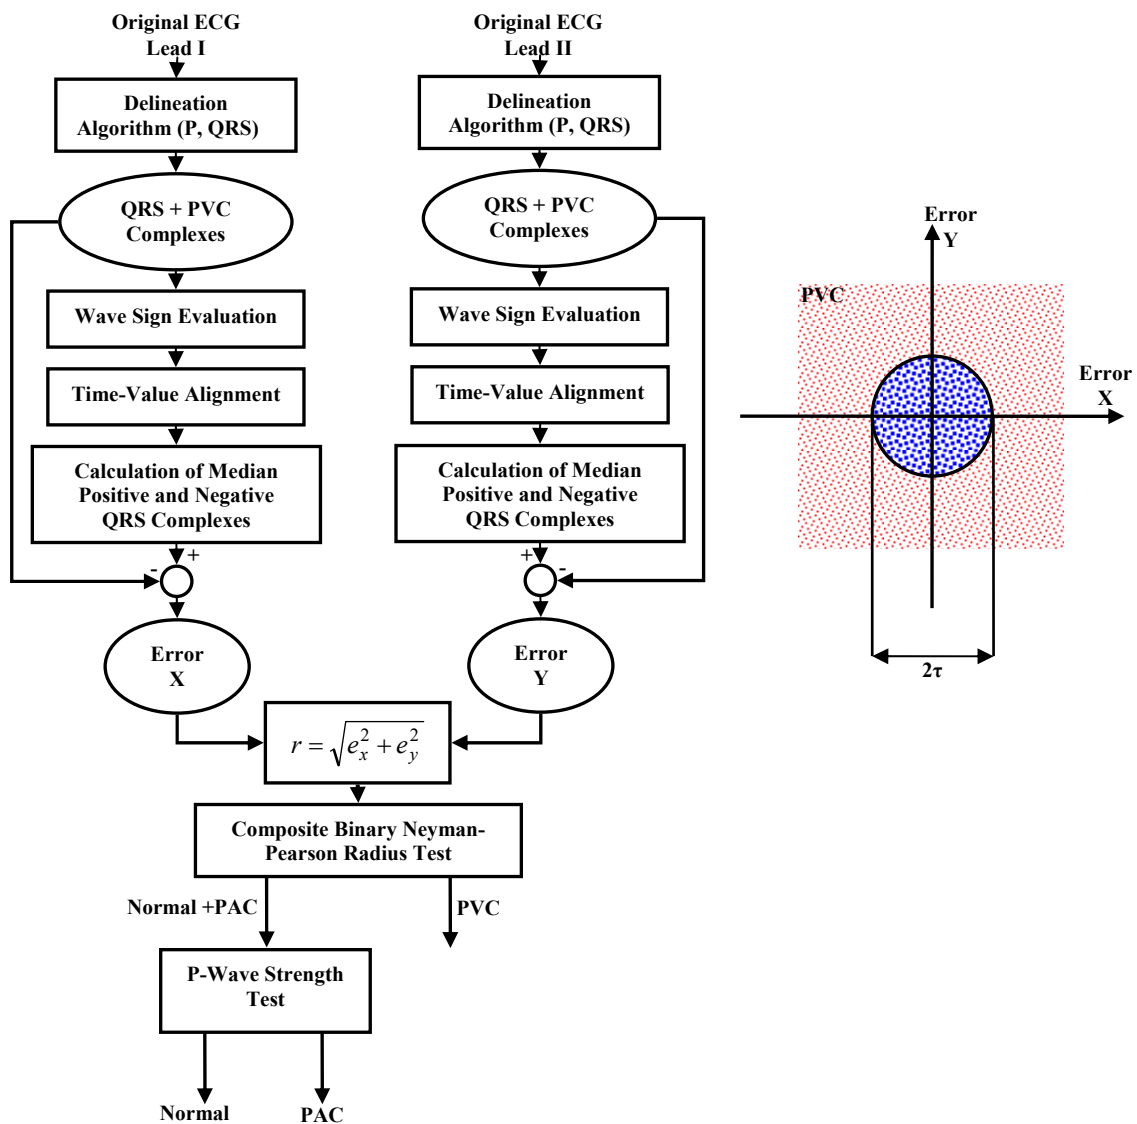 Original ECG
Lead I
Delineation
Algorithm (P, QRS)
QRS + PVC
Complexes
Wave Sign Evaluation
Time-Value Alignment
Calculation of Median
Positive and Negative
QRS Complexes
+
-
Error
X
Original ECG
Lead II
Delineation
Algorithm (P, QRS)
QRS + PVC
Complexes
Wave Sign Evaluation
Time-Value Alignment
Calculation of Median
Positive and Negative
QRS Complexes
+
-
Error
Y
r = √(e_x^2 + e_y^2)
Composite Binary Neyman-
Pearson Radius Test
Normal +PAC
PVC
P-Wave Strength
Test
Normal
PAC
Error
Y
PVC
Error
X
2τ